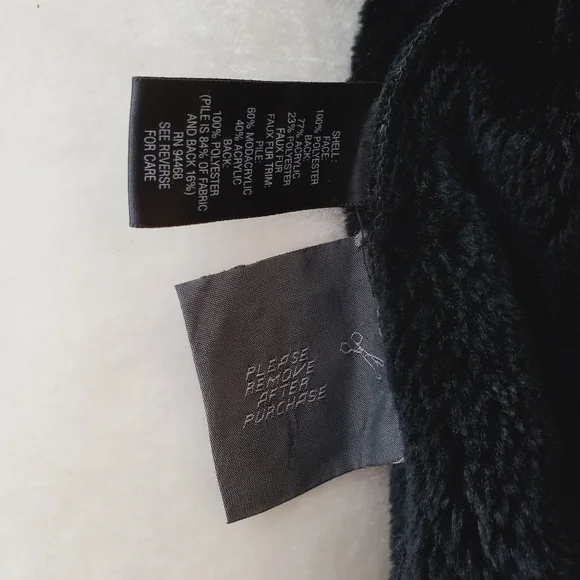 SHELL:
FACE:
100% POLYESTER
BACK:
77% ACRYLIC
23% POLYESTER
FAUX FUR
FAUX FUR TRIM:
PILE:
60% MODACRYLIC
40% ACRYLIC
BACK:
100% POLYESTER
(PILE IS 84% OF FABRIC
AND BACK 16%)
RN 94468
SEE REVERSE
FOR CARE
PLEASE
REMOVE
AFTER
PURCHASE